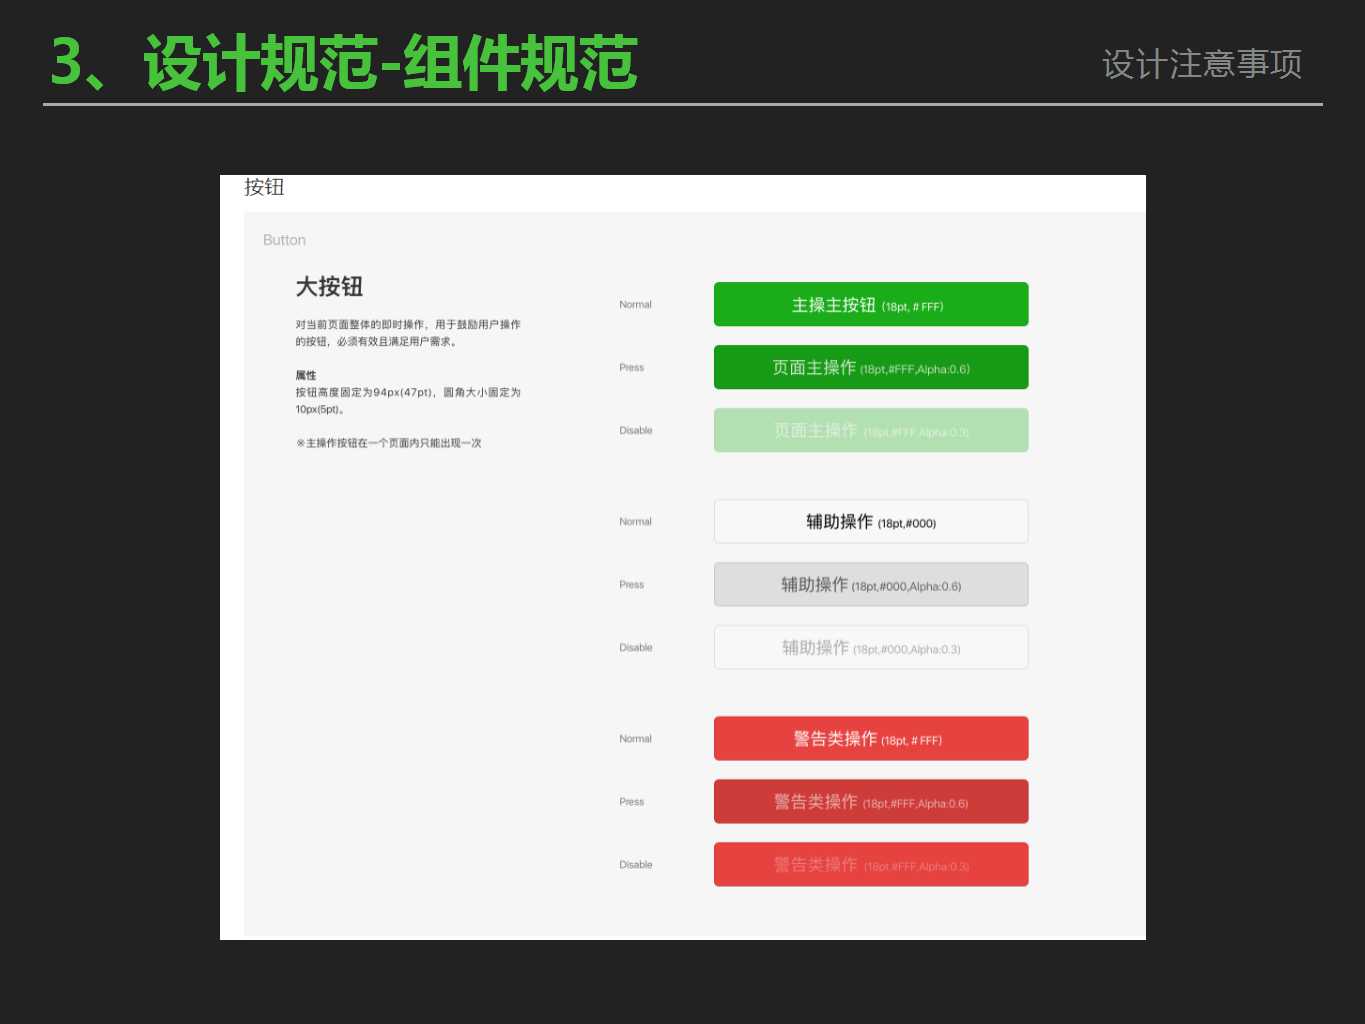 3、设计规范-组件规范
设计注意事项
按钮
Button
大按钮
对当前页面整体的即时操作，用于鼓励用户操作
的按钮，必须有效且满足用户需求。
属性
按钮高度固定为94px(47pt)，圆角大小固定为
10px(5pt)。
※主操作按钮在一个页面内只能出现一次
Normal
主操主按钮 (18pt, # FFF)
Press
页面主操作 (18pt,#FFF,Alpha:0.6)
Disable
页面主操作 (18pt,#FFF,Alpha:0.3)
Normal
辅助操作 (18pt,#000)
Press
辅助操作 (18pt,#000,Alpha:0.6)
Disable
辅助操作 (18pt,#000,Alpha:0.3)
Normal
警告类操作 (18pt, # FFF)
Press
警告类操作 (18pt,#FFF,Alpha:0.6)
Disable
警告类操作 (18pt,#FFF,Alpha:0.3)